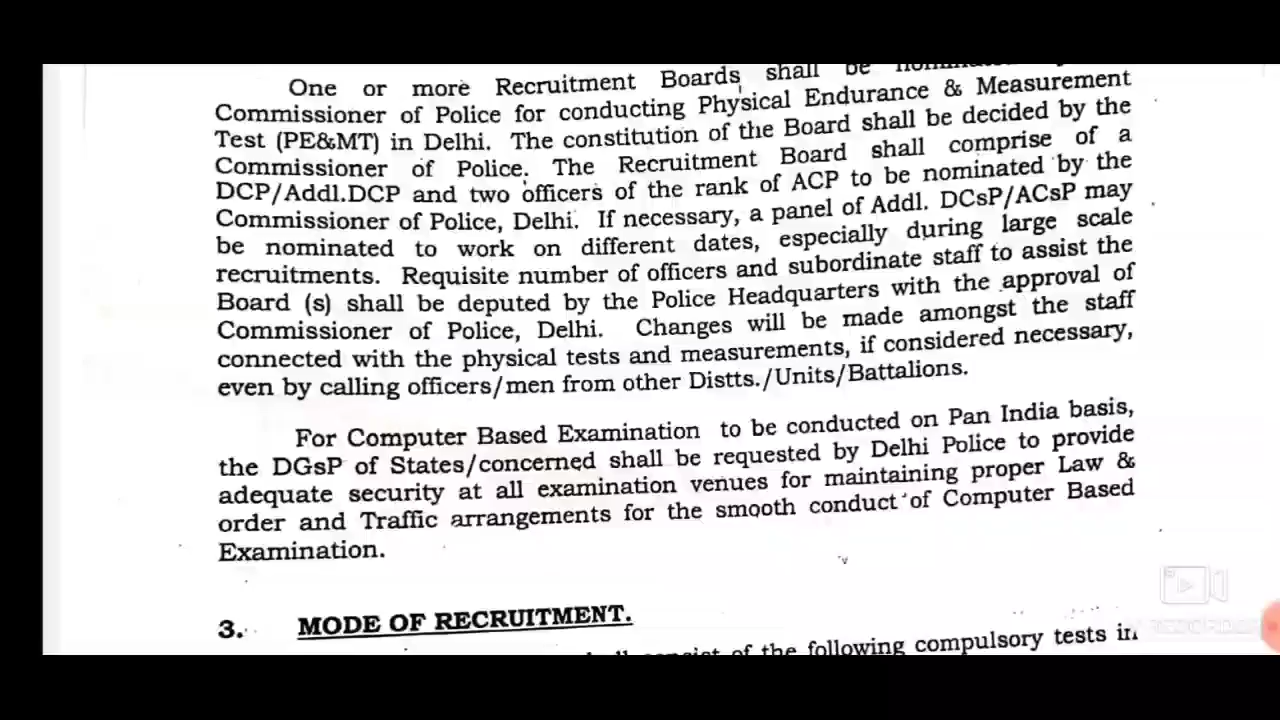 One or more Recruitment Boards shall be
Commissioner of Police for conducting Physical Endurance & Measurement
Test (PE&MT) in Delhi. The constitution of the Board shall be decided by the
Commissioner of Police. The Recruitment Board shall comprise of a
DCP/Addl.DCP and two officers of the rank of ACP to be nominated by the
Commissioner of Police, Delhi. If necessary, a panel of Addl. DCsP/ACsP may
be nominated to work on different dates, especially during large scale
recruitments. Requisite number of officers and subordinate staff to assist the
Board (s) shall be deputed by the Police Headquarters with the approval of
Commissioner of Police, Delhi. Changes will be made amongst the staff
connected with the physical tests and measurements, if considered necessary,
even by calling officers/men from other Distts./Units/Battalions.
For Computer Based Examination to be conducted on Pan India basis,
the DGsP of States/concerned shall be requested by Delhi Police to provide
adequate security at all examination venues for maintaining proper Law &
order and Traffic arrangements for the smooth conduct of Computer Based
Examination.
3. MODE OF RECRUITMENT.
consist of the following compulsory tests in